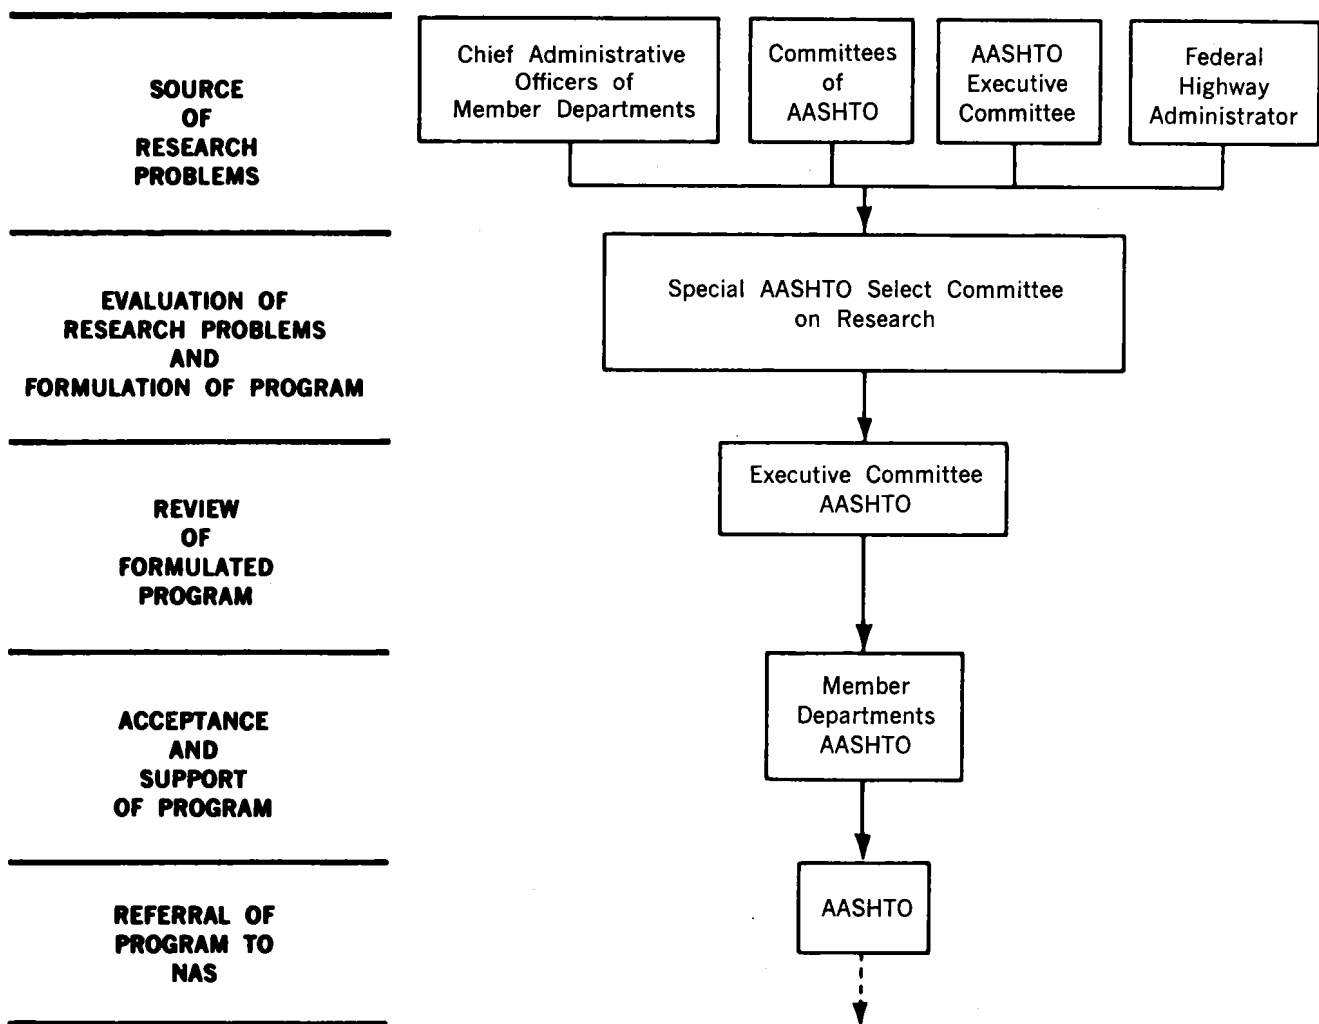 SOURCE
OF
RESEARCH
PROBLEMS
Chief Administrative
Officers of
Member Departments
Committees
of
AASHTO
AASHTO
Executive
Committee
Federal
Highway
Administrator
EVALUATION OF
RESEARCH PROBLEMS
AND
FORMULATION OF PROGRAM
Special AASHTO Select Committee
on Research
REVIEW
OF
FORMULATED
PROGRAM
Executive Committee
AASHTO
ACCEPTANCE
AND
SUPPORT
OF PROGRAM
Member
Departments
AASHTO
REFERRAL OF
PROGRAM TO
NAS
AASHTO